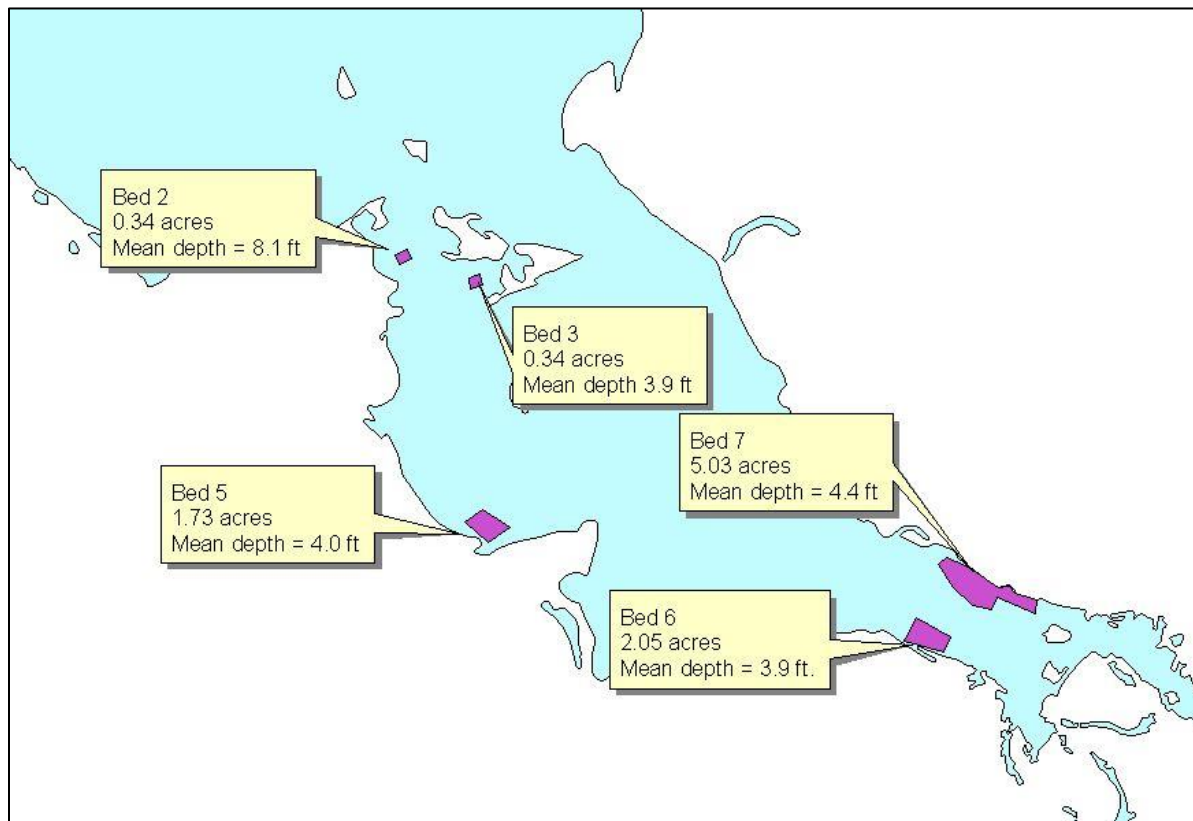 Bed 2
0.34 acres
Mean depth = 8.1 ft
Bed 3
0.34 acres
Mean depth 3.9 ft
Bed 7
5.03 acres
Mean depth = 4.4 ft
Bed 5
1.73 acres
Mean depth = 4.0 ft
Bed 6
2.05 acres
Mean depth = 3.9 ft.